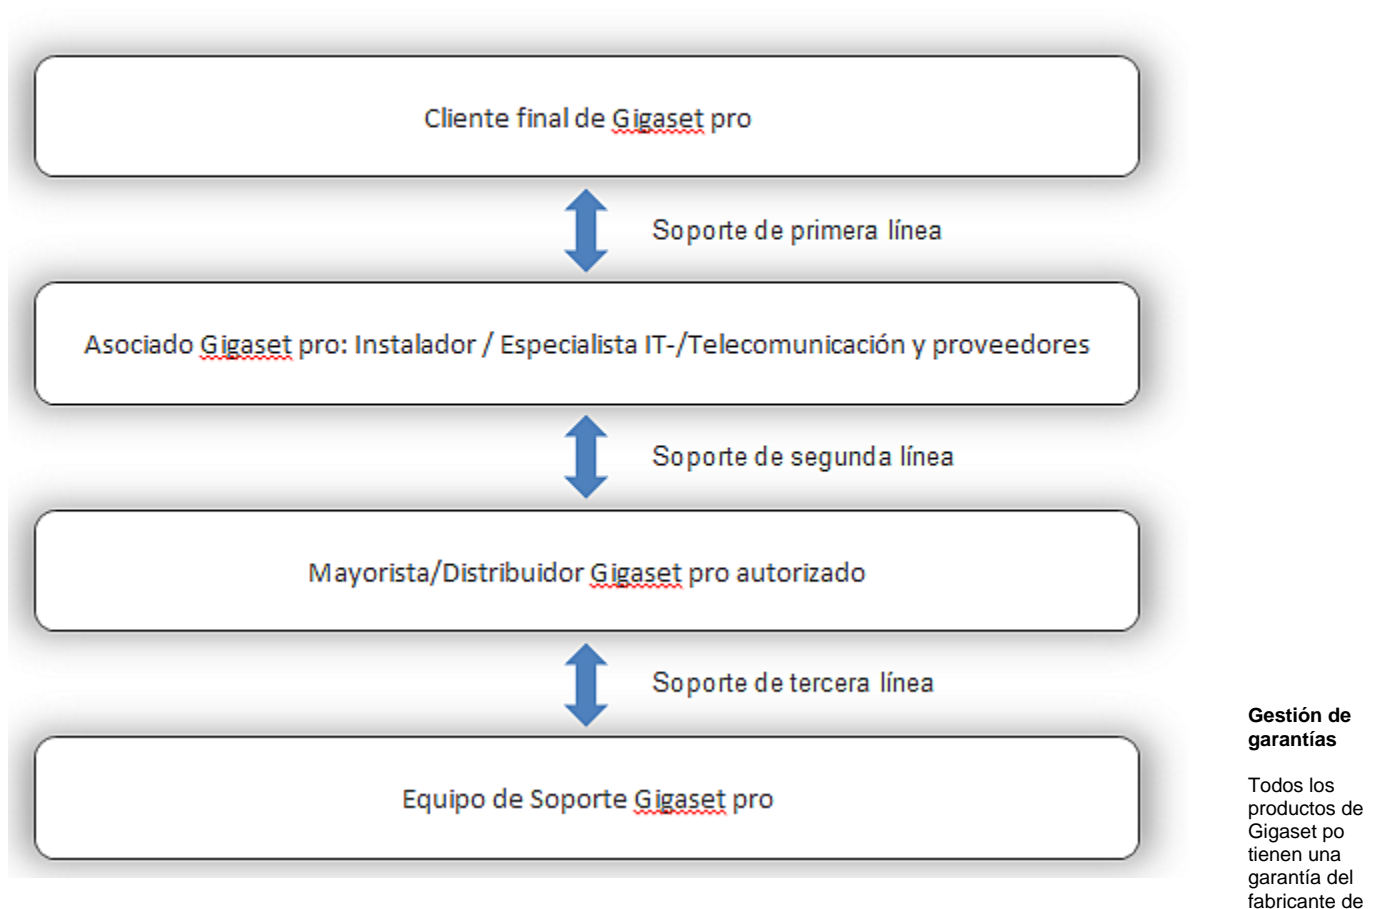 Cliente final de Gigaset pro
Soporte de primera línea
Asociado Gigaset pro: Instalador / Especialista IT-/Telecomunicación y proveedores
Soporte de segunda línea
Mayorista/Distribuidor Gigaset pro autorizado
Soporte de tercera línea
Equipo de Soporte Gigaset pro
Gestión de
garantías
Todos los
productos de
Gigaset po
tienen una
garantía del
fabricante de